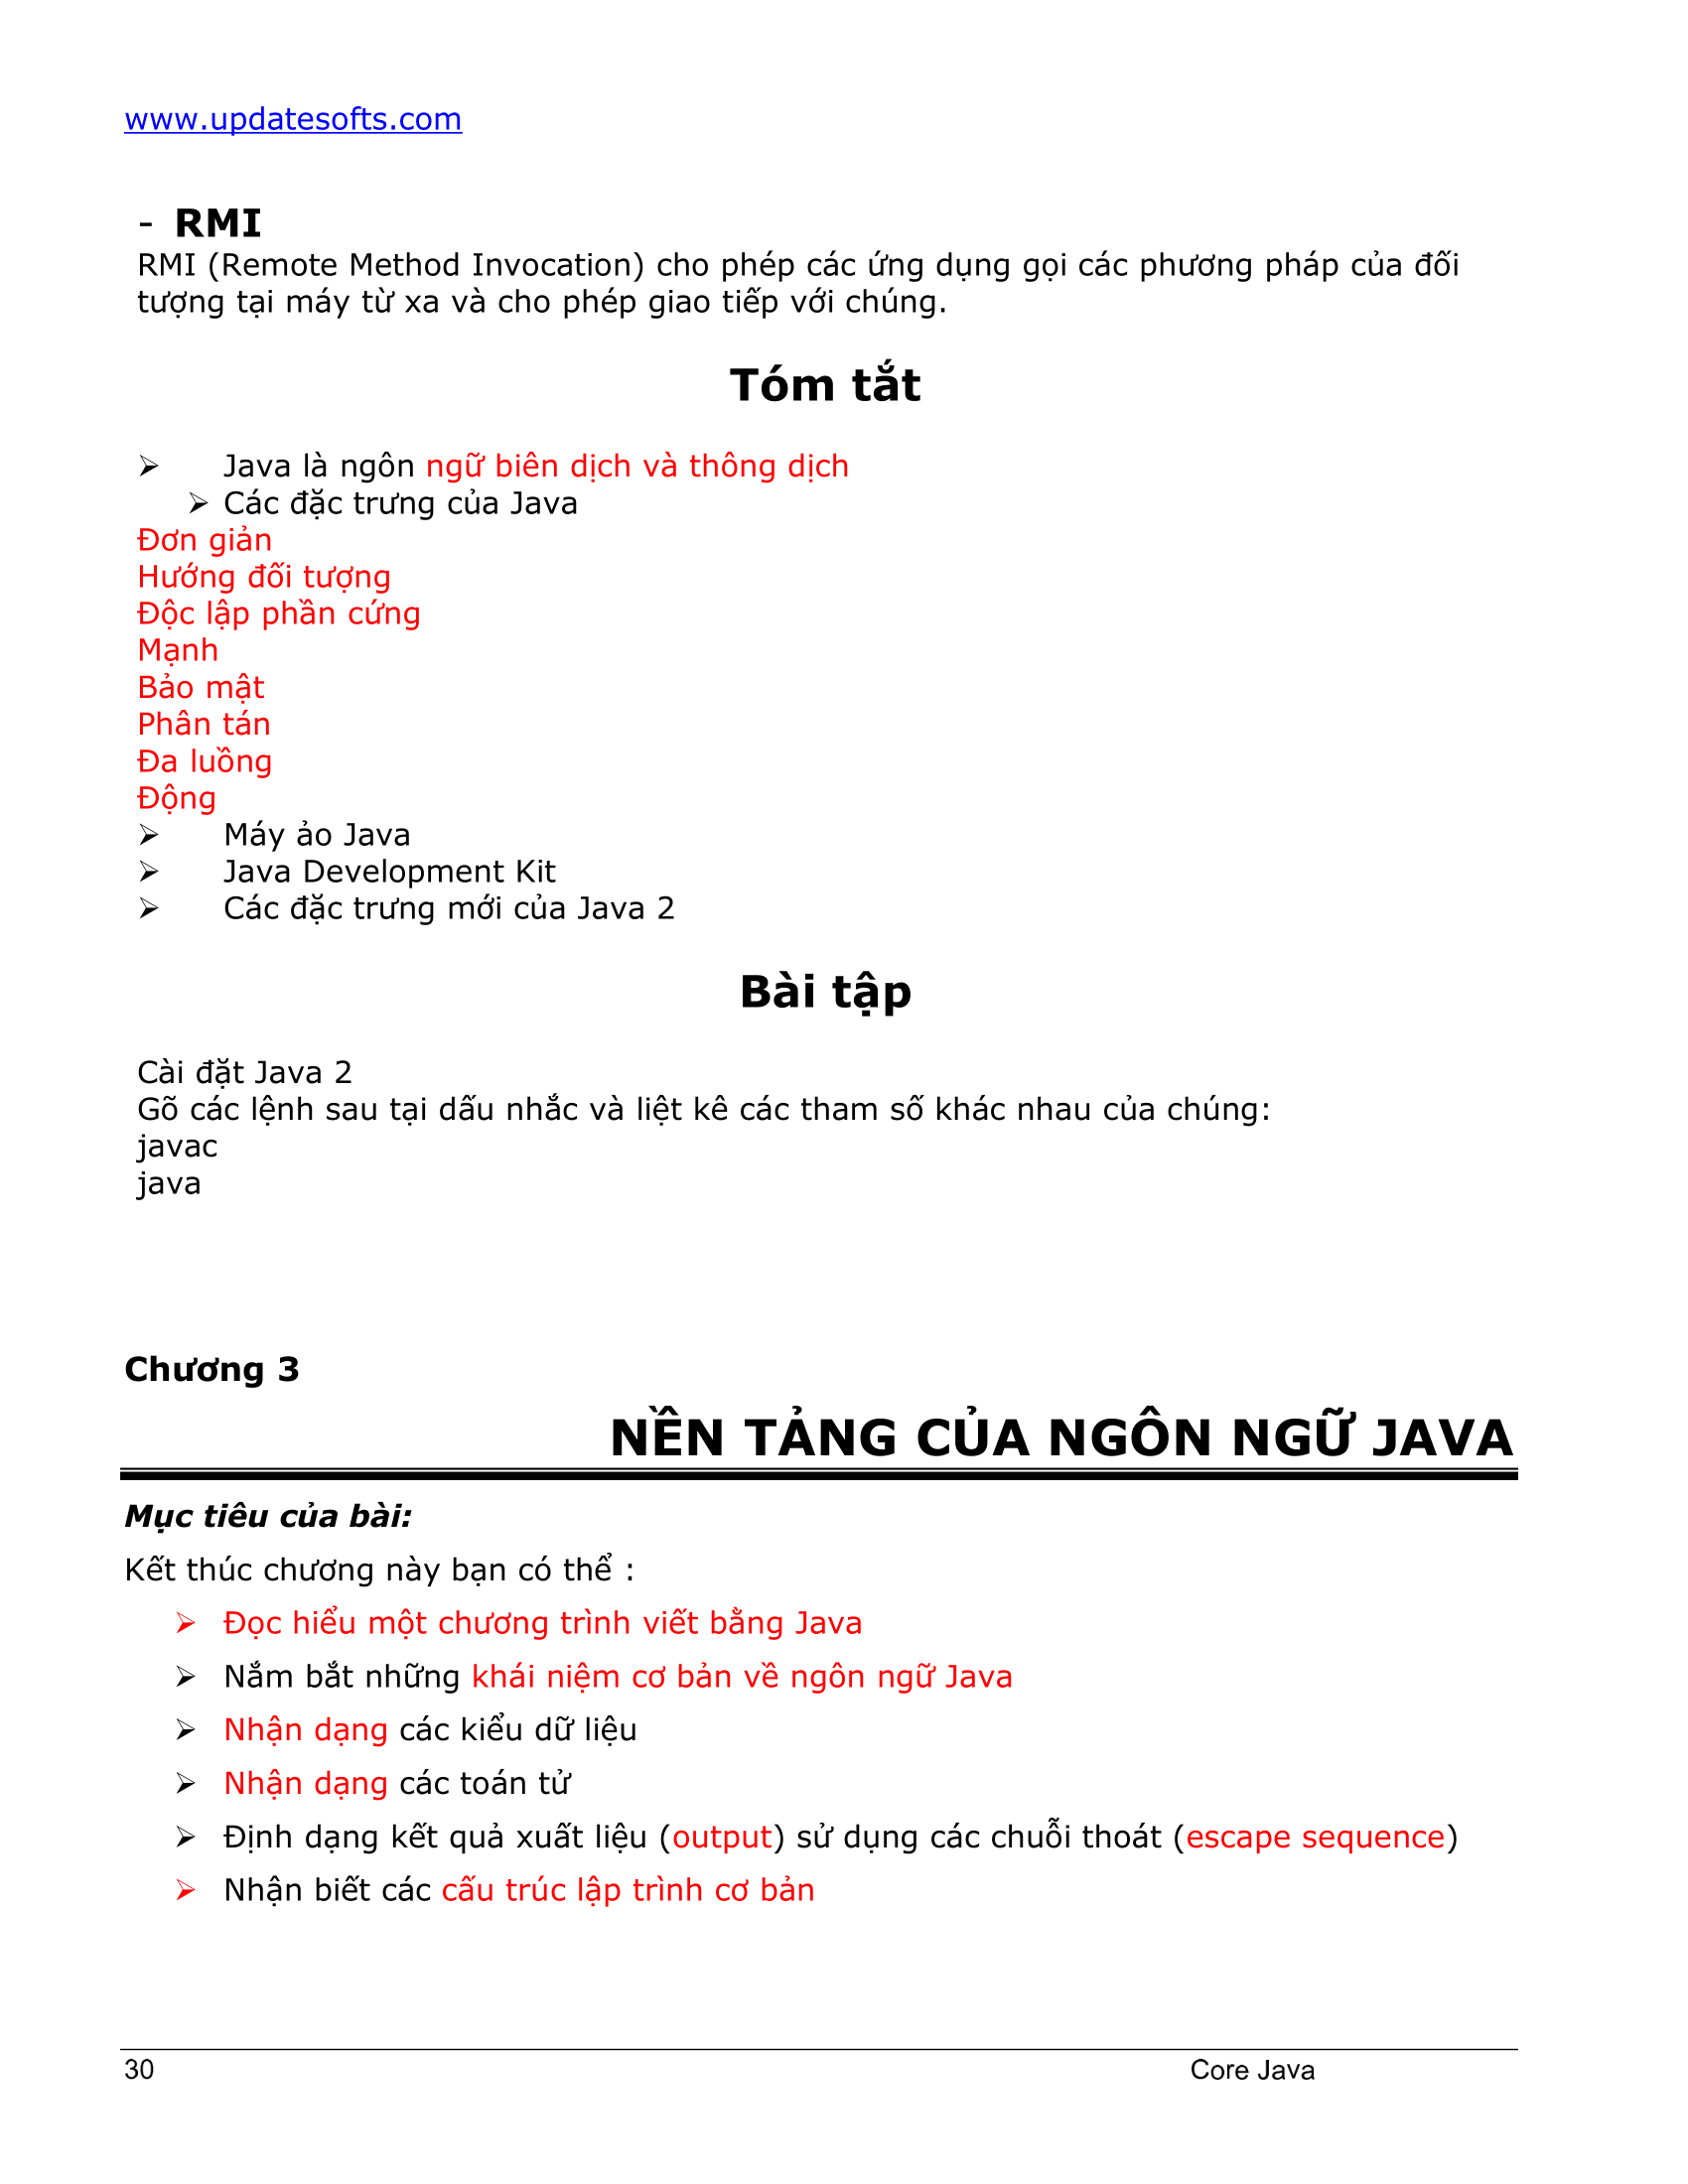 www.updatesofts.com
- RMI
RMI (Remote Method Invocation) cho phép các ứng dụng gọi các phương pháp của đối
tượng tại máy từ xa và cho phép giao tiếp với chúng.
Tóm tắt
➢ Java là ngôn ngữ biên dịch và thông dịch
➢ Các đặc trưng của Java
Đơn giản
Hướng đối tượng
Độc lập phần cứng
Mạnh
Bảo mật
Phân tán
Đa luồng
Động
➢ Máy ảo Java
➢ Java Development Kit
➢ Các đặc trưng mới của Java 2
Bài tập
Cài đặt Java 2
Gõ các lệnh sau tại dấu nhắc và liệt kê các tham số khác nhau của chúng:
javac
java
Chương 3
NỀN TẢNG CỦA NGÔN NGỮ JAVA
Mục tiêu của bài:
Kết thúc chương này bạn có thể :
➢ Đọc hiểu một chương trình viết bằng Java
➢ Nắm bắt những khái niệm cơ bản về ngôn ngữ Java
➢ Nhận dạng các kiểu dữ liệu
➢ Nhận dạng các toán tử
➢ Định dạng kết quả xuất liệu (output) sử dụng các chuỗi thoát (escape sequence)
➢ Nhận biết các cấu trúc lập trình cơ bản
30 Core Java